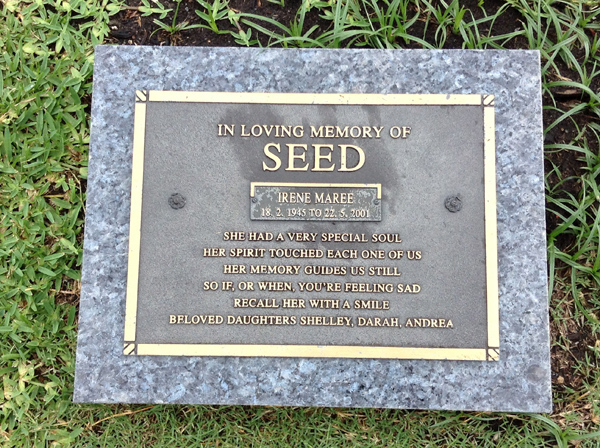 IN LOVING MEMORY OF
SEED
IRENE MAREE
18. 2. 1945 TO 22. 5. 2001
SHE HAD A VERY SPECIAL SOUL
HER SPIRIT TOUCHED EACH ONE OF US
HER MEMORY GUIDES US STILL
SO IF, OR WHEN, YOU'RE FEELING SAD
RECALL HER WITH A SMILE
BELOVED DAUGHTERS SHELLEY, DARAH, ANDREA